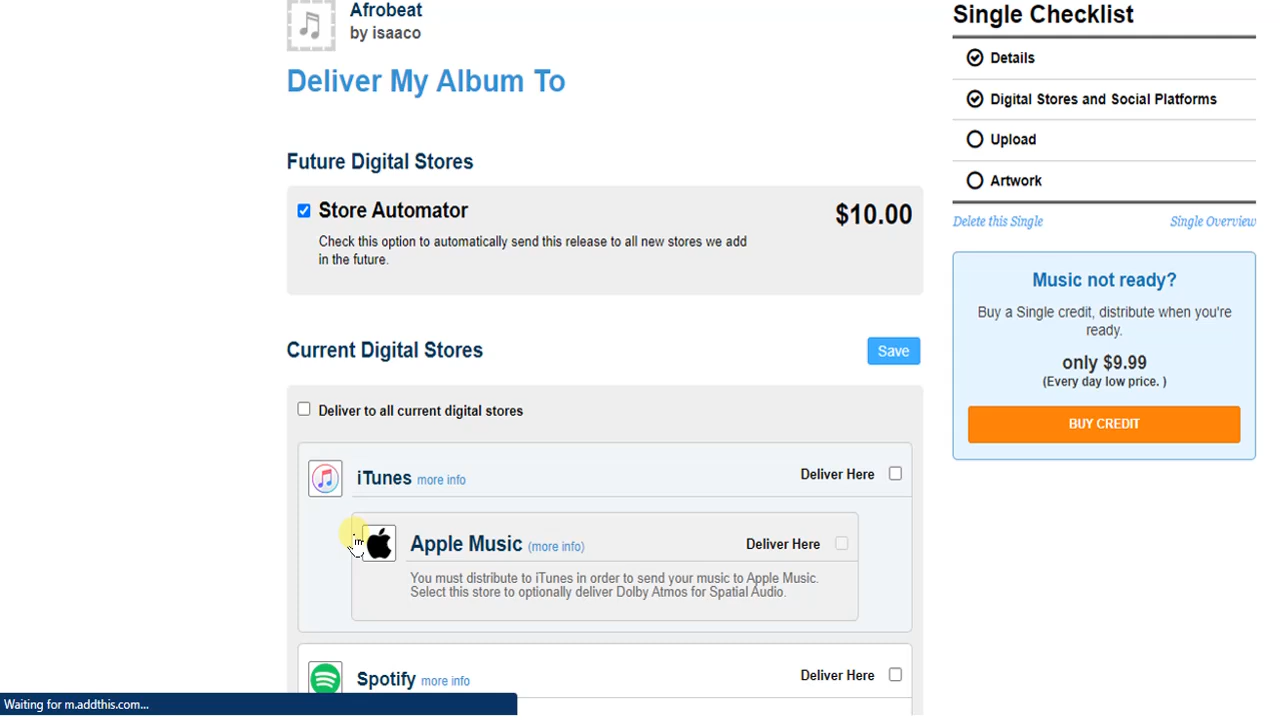 Afrobeat
by isaaco
Deliver My Album To
Future Digital Stores
Store Automator
$10.00
Check this option to automatically send this release to all new stores we add
in the future.
Current Digital Stores
Save
Deliver to all current digital stores
iTunes more info
Deliver Here
Apple Music (more info)
Deliver Here
You must distribute to iTunes in order to send your music to Apple Music.
Select this store to optionally deliver Dolby Atmos for Spatial Audio.
Spotify more info
Deliver Here
Single Checklist
Details
Digital Stores and Social Platforms
Upload
Artwork
Delete this Single
Single Overview
Music not ready?
Buy a Single credit, distribute when you're
ready.
only $9.99
(Every day low price. )
BUY CREDIT
Waiting for m.addthis.com...